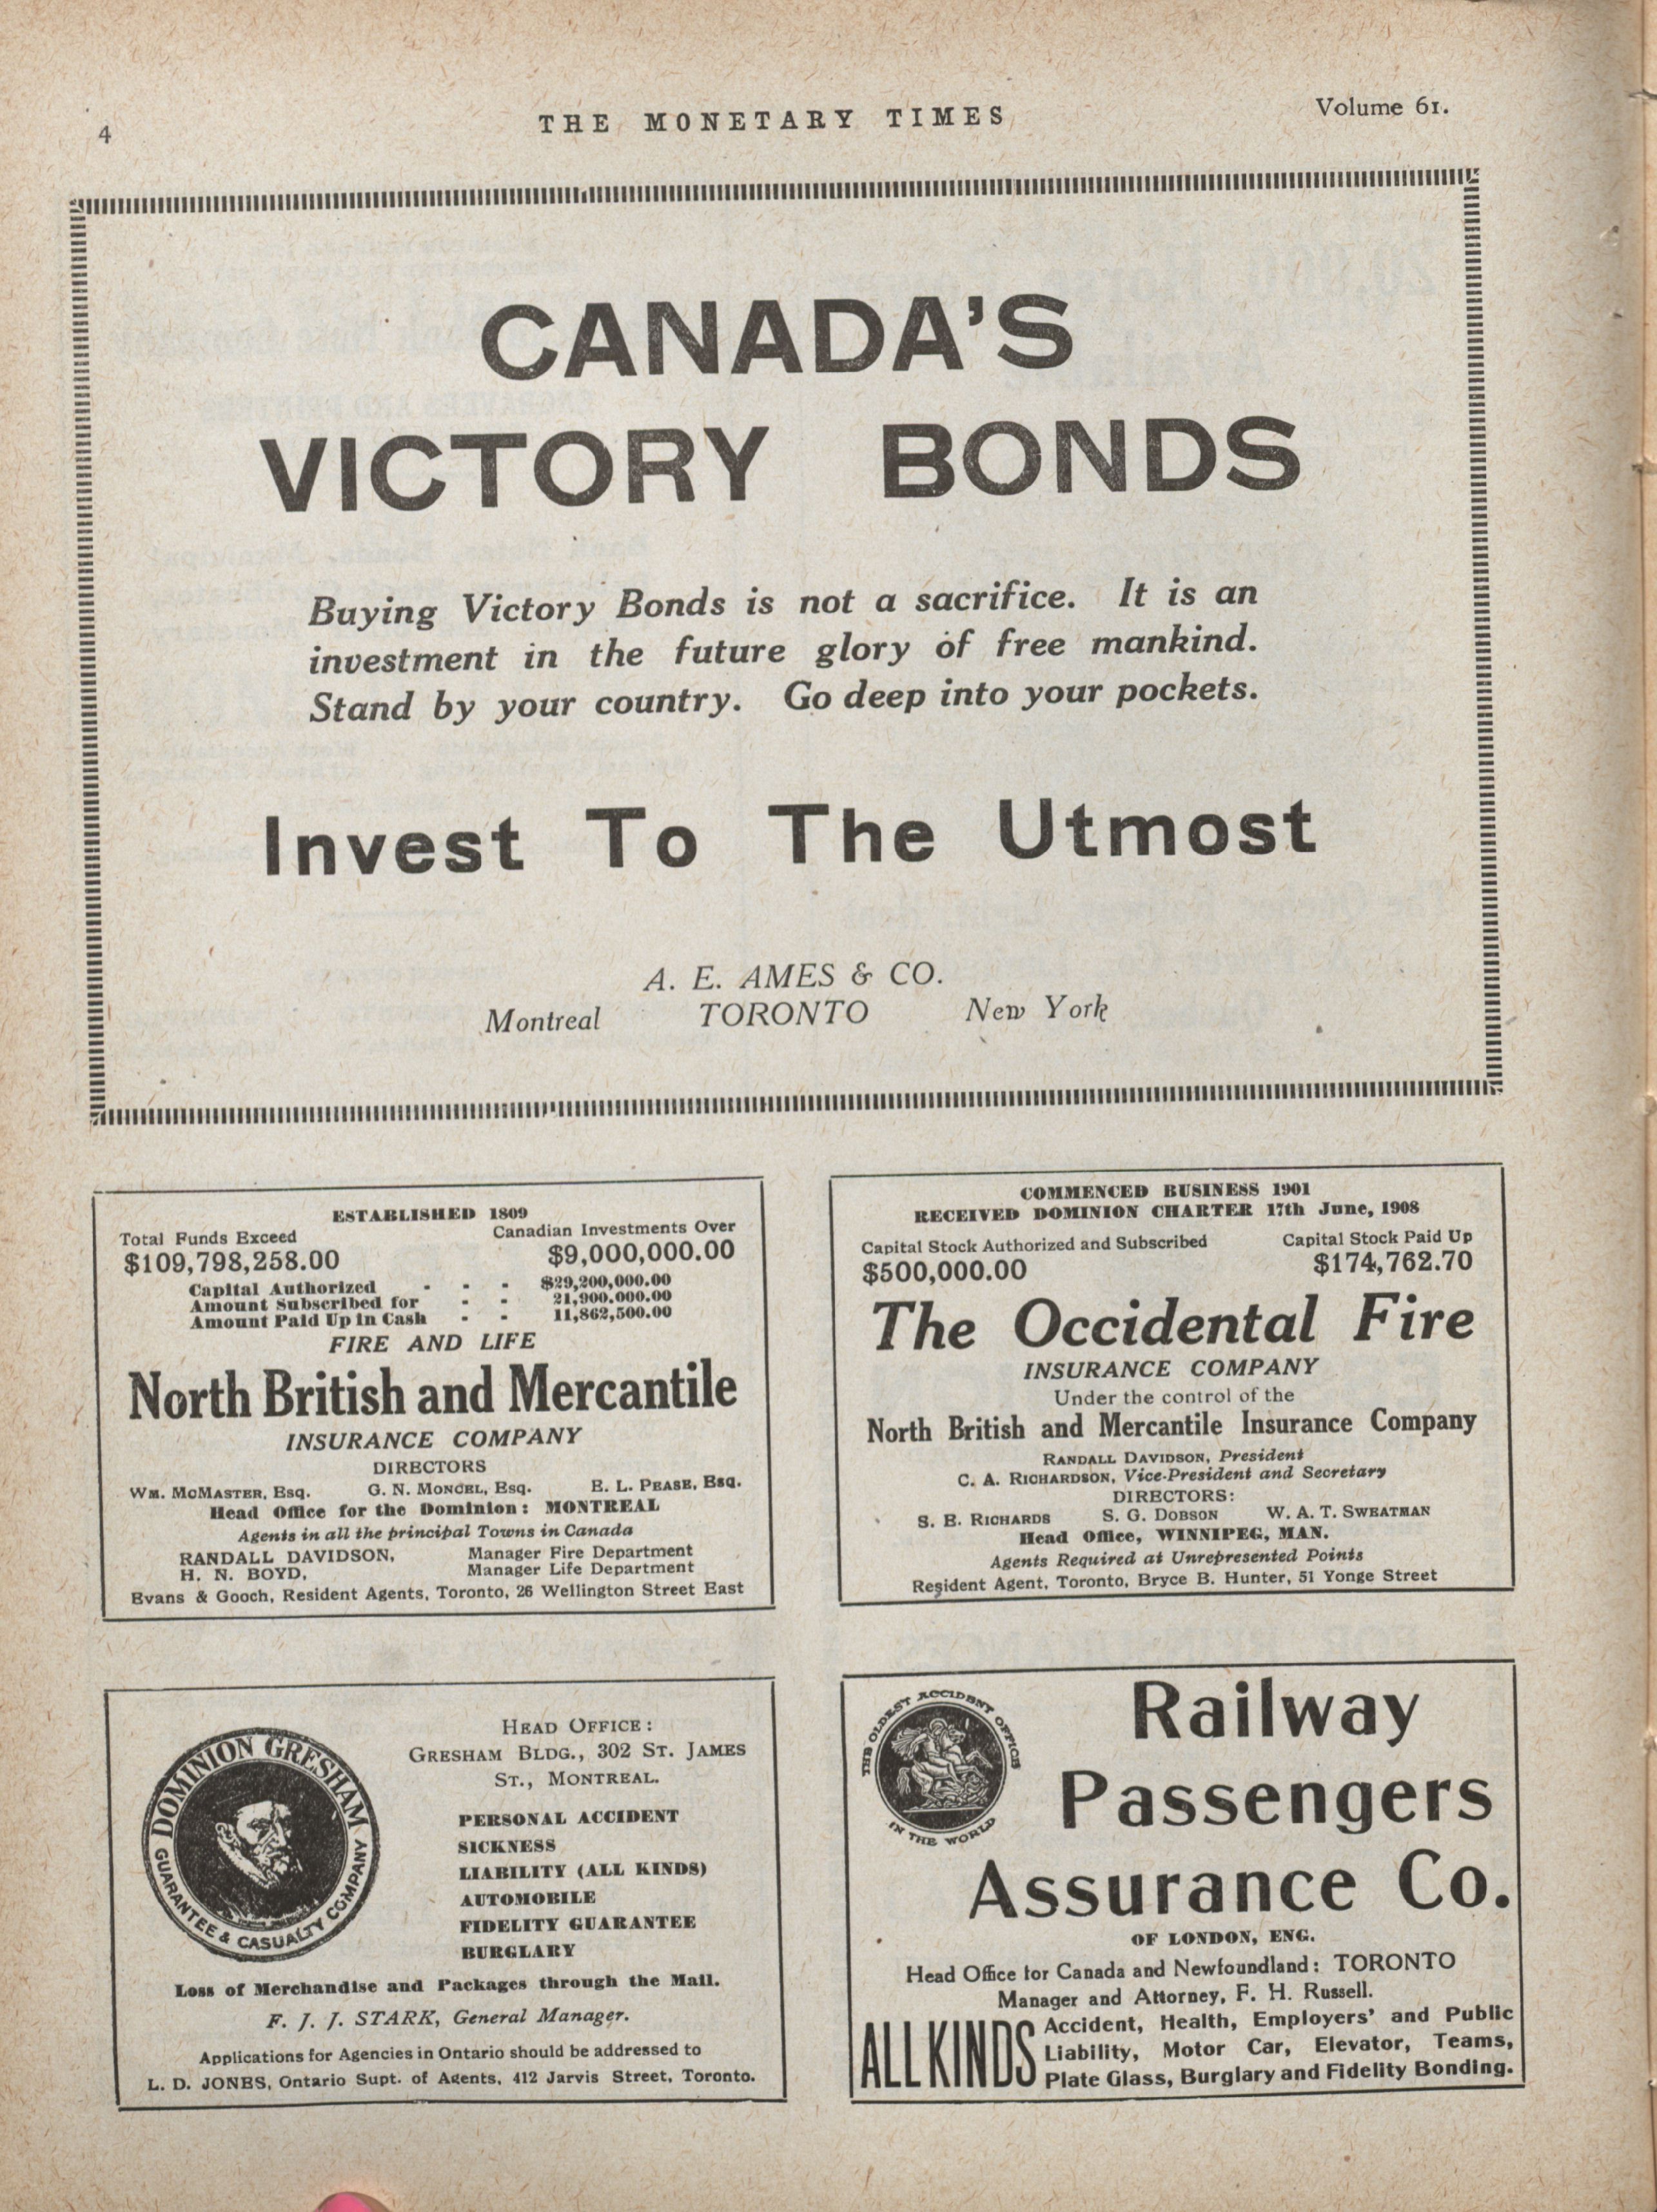 4
THE MONETARY TIMES
Volume 61.
CANADA'S
VICTORY BONDS
Buying Victory Bonds is not a sacrifice. It is an
investment in the future glory of free mankind.
Stand by your country. Go deep into your pockets.
Invest To The Utmost
A. E. AMES & CO.
Montreal TORONTO New York
ESTABLISHED 1809
Total Funds Exceed Canadian Investments Over
$109,798,258.00 $9,000,000.00
Capital Authorized - - - $29,200,000.00
Amount Subscribed for - - 21,900.000.00
Amount Paid Up in Cash - - 11,862,500.00
FIRE AND LIFE
North British and Mercantile
INSURANCE COMPANY
DIRECTORS
WM. MCMASTER, Esq. G. N. MONCEL, Esq. E. L. PEASE, Esq.
Head Office for the Dominion: MONTREAL
Agents in all the principal Towns in Canada
RANDALL DAVIDSON, Manager Fire Department
H. N. BOYD, Manager Life Department
Evans & Gooch, Resident Agents, Toronto, 26 Wellington Street East
COMMENCED BUSINESS 1901
RECEIVED DOMINION CHARTER 17th June, 1908
Capital Stock Authorized and Subscribed Capital Stock Paid Up
$500,000.00 $174,762.70
The Occidental Fire
INSURANCE COMPANY
Under the control of the
North British and Mercantile Insurance Company
RANDALL DAVIDSON, President
C. A. RICHARDSON, Vice-President and Secretary
DIRECTORS:
S. E. RICHARDS S. G. DOBSON W. A. T. SWEATMAN
Head Office, WINNIPEG, MAN.
Agents Required at Unrepresented Points
Resident Agent, Toronto, Bryce B. Hunter, 51 Yonge Street
DOMINION GRESHAM
GUARANTEE & CASUALTY COMPANY
HEAD OFFICE:
GRESHAM BLDG., 302 ST. JAMES
ST., MONTREAL.
PERSONAL ACCIDENT
SICKNESS
LIABILITY (ALL KINDS)
AUTOMOBILE
FIDELITY GUARANTEE
BURGLARY
Loss of Merchandise and Packages through the Mail.
F. J. J. STARK, General Manager.
Applications for Agencies in Ontario should be addressed to
L. D. JONES, Ontario Supt. of Agents, 412 Jarvis Street, Toronto.
THE OLDEST ACCIDENT OFFICE
IN THE WORLD
Railway
Passengers
Assurance Co.
OF LONDON, ENG.
Head Office for Canada and Newfoundland: TORONTO
Manager and Attorney, F. H. Russell.
ALL KINDS
Accident, Health, Employers' and Public
Liability, Motor Car, Elevator, Teams,
Plate Glass, Burglary and Fidelity Bonding.